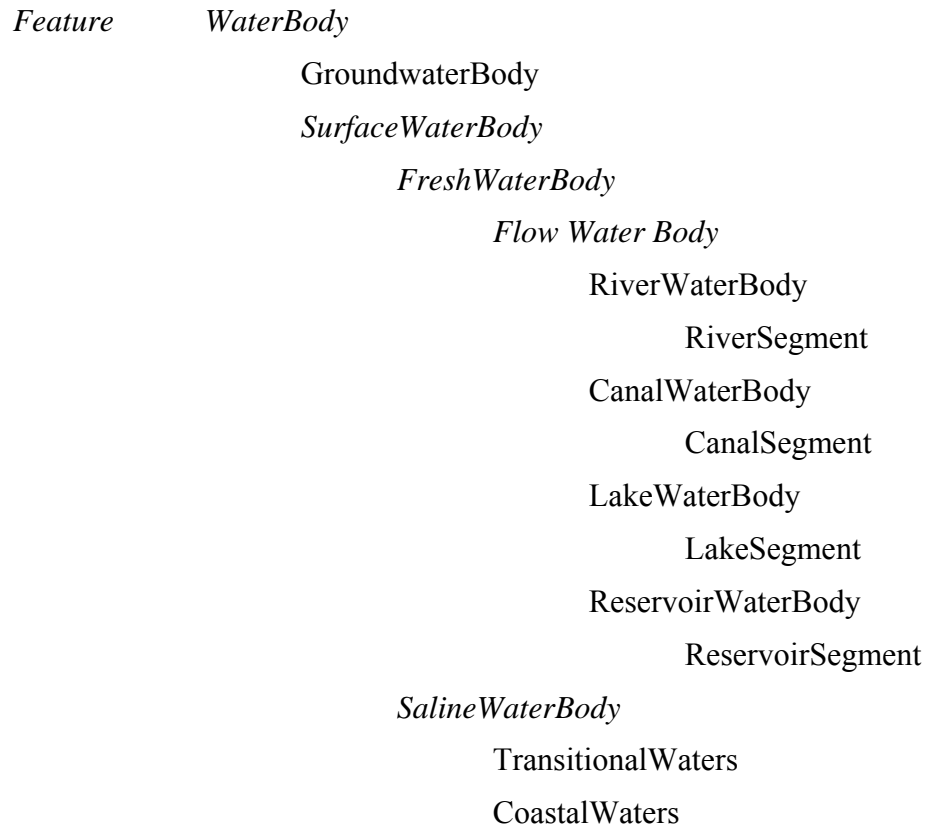 Feature WaterBody
GroundwaterBody
SurfaceWaterBody
FreshWaterBody
Flow Water Body
RiverWaterBody
RiverSegment
CanalWaterBody
CanalSegment
LakeWaterBody
LakeSegment
ReservoirWaterBody
ReservoirSegment
SalineWaterBody
TransitionalWaters
CoastalWaters